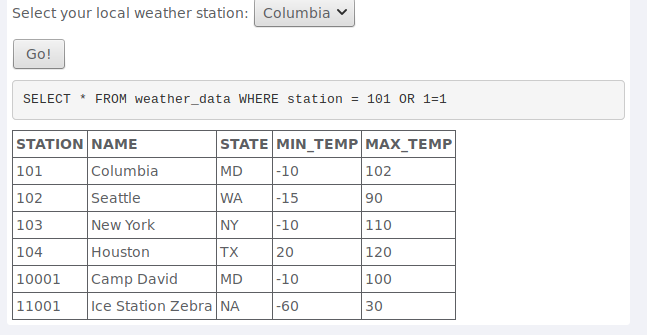 Select your local weather station: Columbia
Go!
SELECT * FROM weather_data WHERE station = 101 OR 1=1
STATION NAME STATE MIN_TEMP MAX_TEMP
101 Columbia MD -10 102
102 Seattle WA -15 90
103 New York NY -10 110
104 Houston TX 20 120
10001 Camp David MD -10 100
11001 Ice Station Zebra NA -60 30